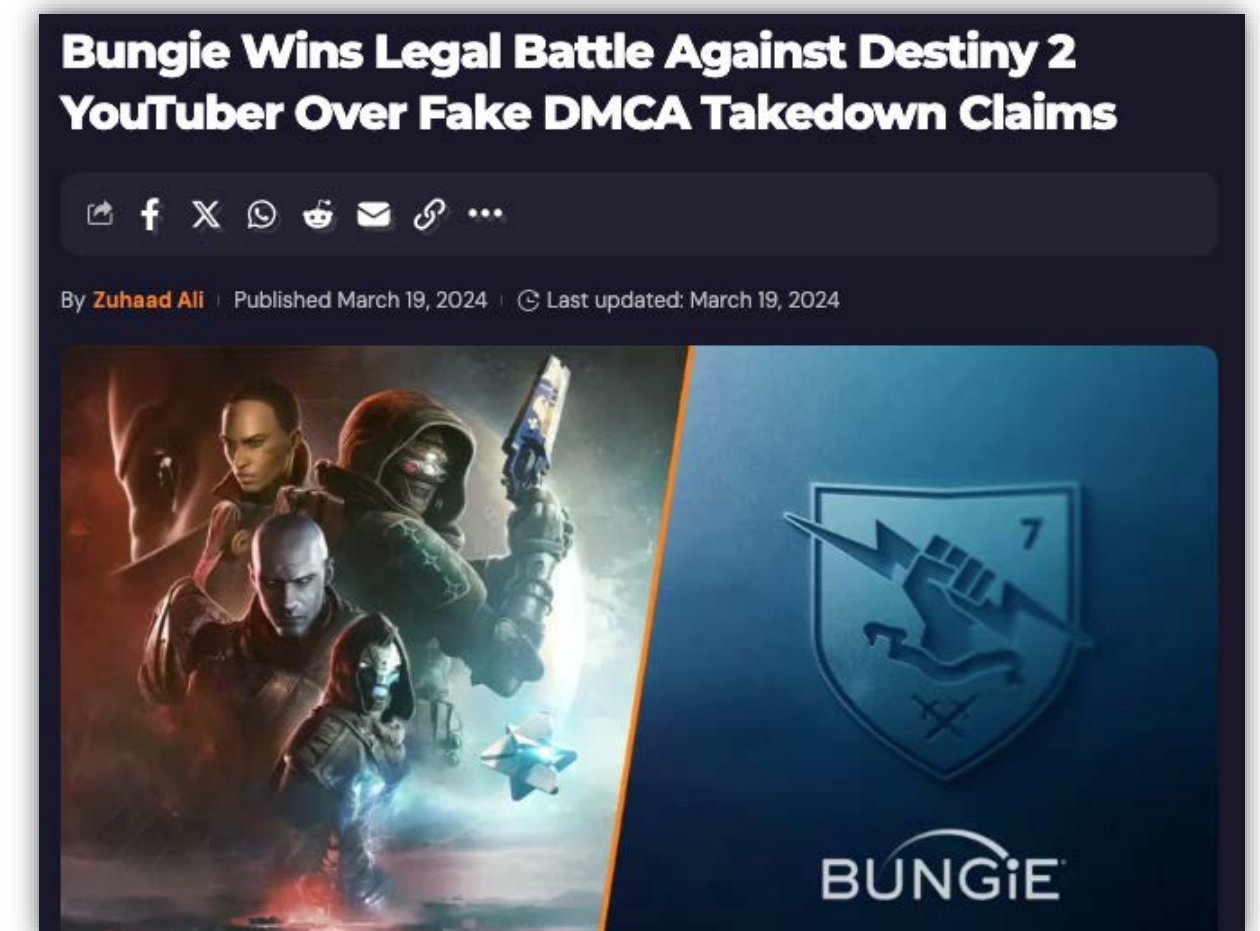 Bungie Wins Legal Battle Against Destiny 2
YouTuber Over Fake DMCA Takedown Claims
By Zuhaad Ali Published March 19, 2024 Last updated: March 19, 2024
7
BUNGiE